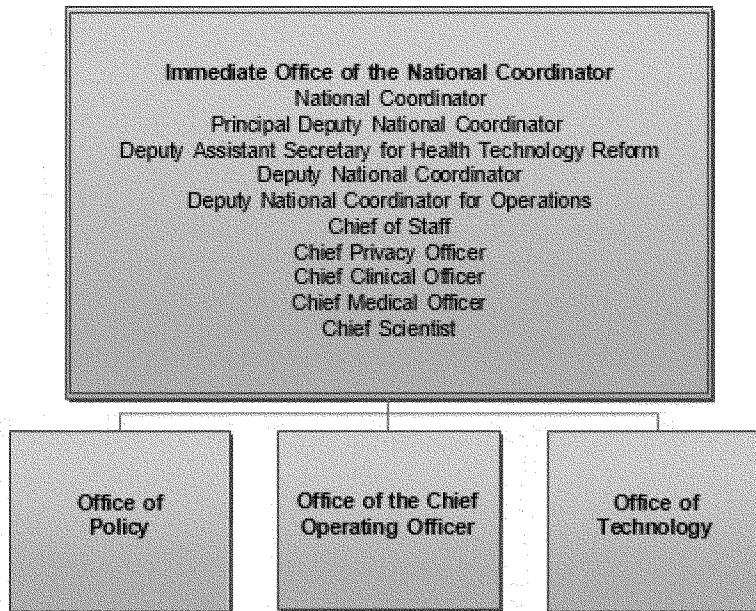 Immediate Office of the National Coordinator
National Coordinator
Principal Deputy National Coordinator
Deputy Assistant Secretary for Health Technology Reform
Deputy National Coordinator
Deputy National Coordinator for Operations
Chief of Staff
Chief Privacy Officer
Chief Clinical Officer
Chief Medical Officer
Chief Scientist
Office of
Policy
Office of the Chief
Operating Officer
Office of
Technology